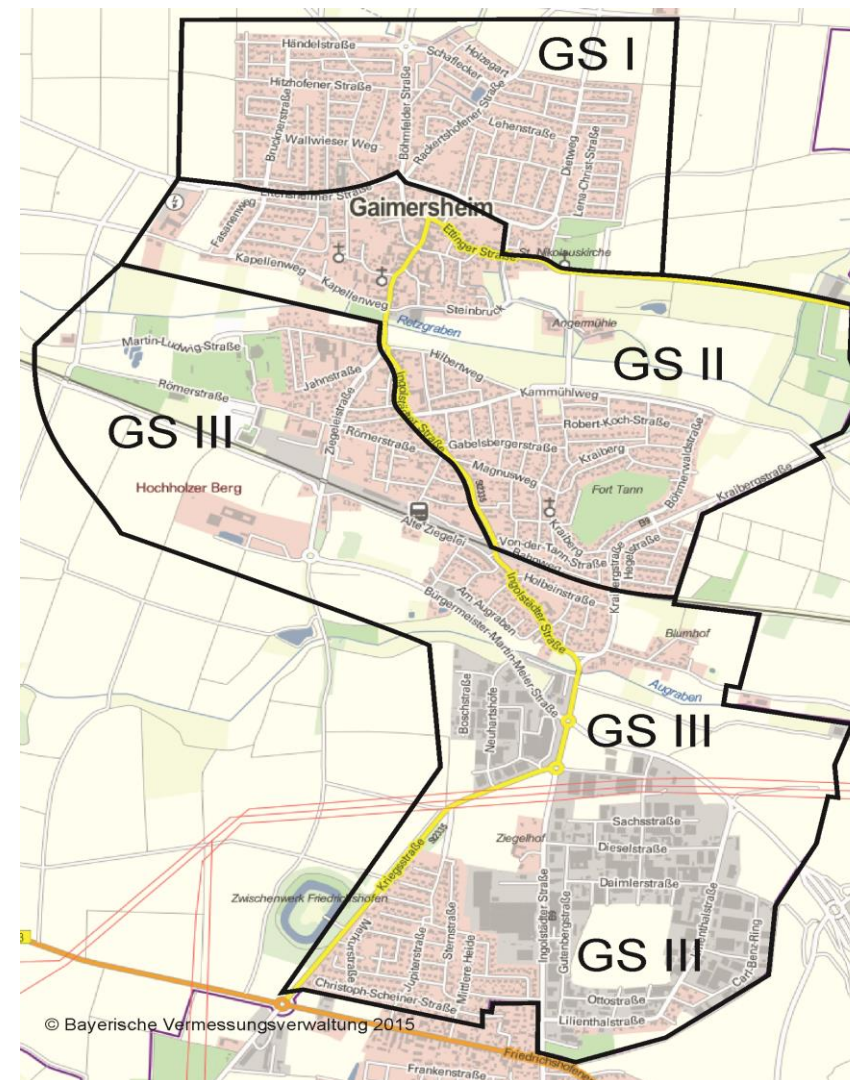 Händelstraße
Holzegart
Schaflecker
GS I
Hitzhofener Straße
Böhmfelder Straße
Rackertshofener Straße
Brucknerstraße
Lehenstraße
Wallwieser Weg
Dietweg
Lena-Christ-Straße
Gaimersheim
Fasanenweg
Ettinger Straße
St. Nikolauskirche
Kapellenweg
Kapellenweg
Steinbruck
Retzgraben
Angermühle
Martin-Ludwig-Straße
GS II
Hilbertweg
Jahnstraße
Römerstraße
Kammühlweg
Ingolstädter Straße
Ziegeleistraße
Robert-Koch-Straße
GS III
Römerstraße
Gabelsbergerstraße
Kraiberg
Böhmerwaldstraße
Magnusweg
Kraibergstraße
Hochholzer Berg
Fort Tann
Kraiberg
Alte Ziegelei
Von-der-Tann-Straße
Bahnweg
Hegelstraße
Kraibergstraße
Holbeinstraße
Am Augraben
Ingolstädter Straße
Bürgermeister-Martin-Meier-Straße
Blumhof
Augraben
Boschstraße
Neuhartshöfe
GS III
Sachsstraße
Ziegelhof
Dieselstraße
Kriegsstraße
Daimlerstraße
Zwischenwerk Friedrichshofen
Merkurstraße
Jupiterstraße
Sternstraße
Mittlere Heide
Ingolstädter Straße
Gutenbergstraße
GS III
Carl-Benz-Ring
Christoph-Scheiner-Straße
Ottostraße
Lilienthalstraße
© Bayerische Vermessungsverwaltung 2015
Frankenstraße